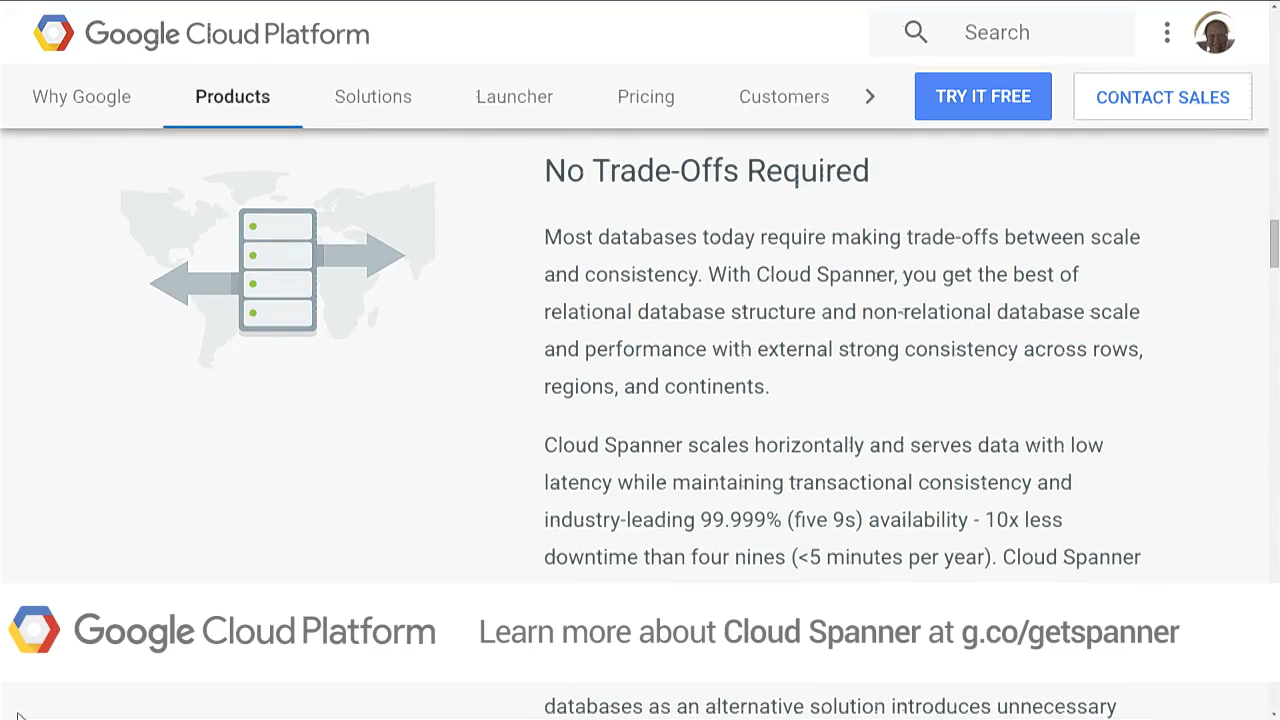 Google Cloud Platform
Search
Why Google Products Solutions Launcher Pricing Customers TRY IT FREE CONTACT SALES
No Trade-Offs Required
Most databases today require making trade-offs between scale
and consistency. With Cloud Spanner, you get the best of
relational database structure and non-relational database scale
and performance with external strong consistency across rows,
regions, and continents.
Cloud Spanner scales horizontally and serves data with low
latency while maintaining transactional consistency and
industry-leading 99.999% (five 9s) availability - 10x less
downtime than four nines (<5 minutes per year). Cloud Spanner
Google Cloud Platform Learn more about Cloud Spanner at g.co/getspanner
databases as an alternative solution introduces unnecessary